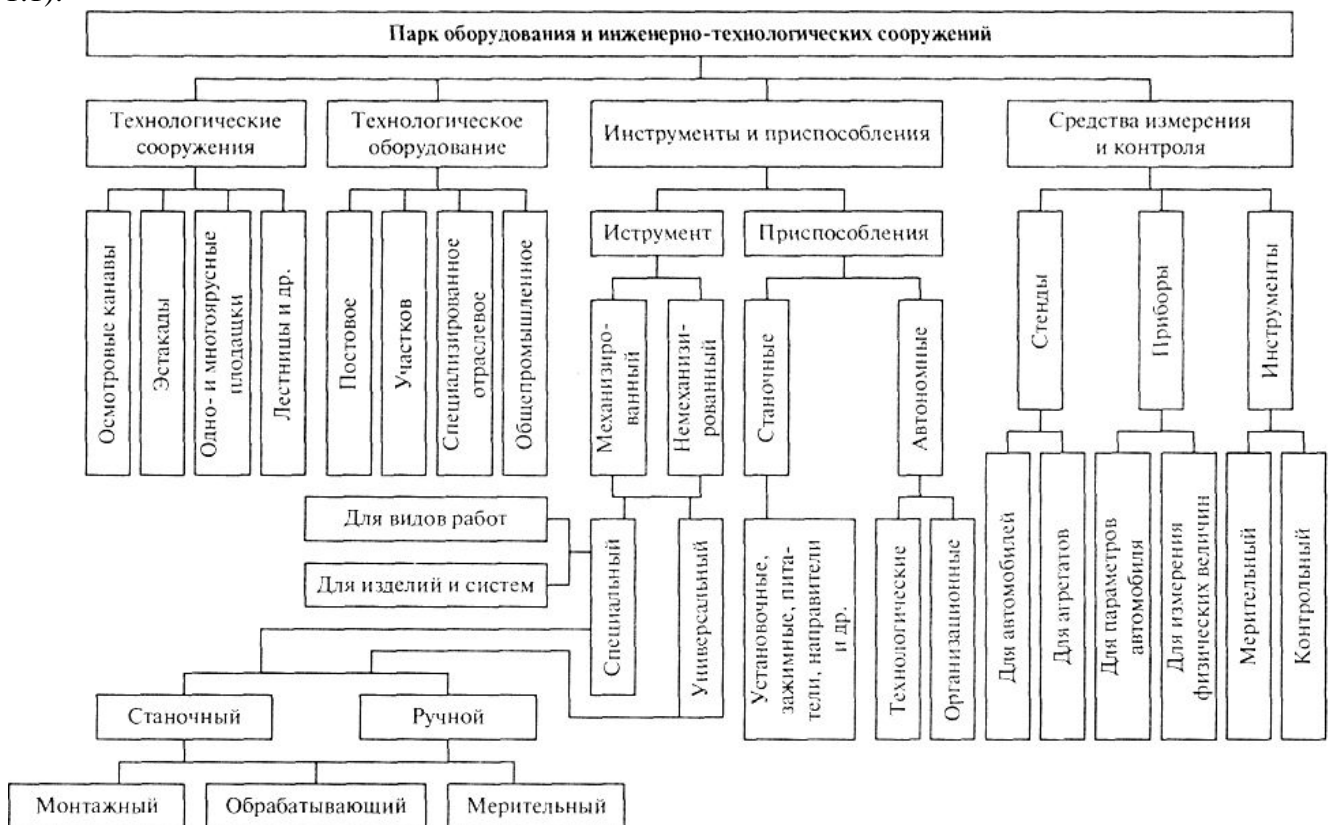 1.1).
Парк оборудования и инженерно-технологических сооружений
Технологические
сооружения
Технологическое
оборудование
Инструменты и приспособления
Средства измерения
и контроля
Осмотровые канавы
Эстакады
Одно- и многоярусные
плодашки
Лестницы и др.
Постовое
Участков
Специализированное
отраслевое
Общепромышленное
Иструмент
Приспособления
Механизиро-
ванный
Немеханизи-
рованный
Станочные
Автономные
Стенды
Приборы
Инструменты
Для видов работ
Для изделий и систем
Специальный
Универсальный
Установочные,
зажимные, пита-
тели, направители
и др.
Технологические
Организационные
Для автомобилей
Для агрегатов
Для параметров
автомобиля
Для измерения
физических величин
Мерительный
Контрольный
Станочный
Ручной
Монтажный
Обрабатывающий
Мерительный